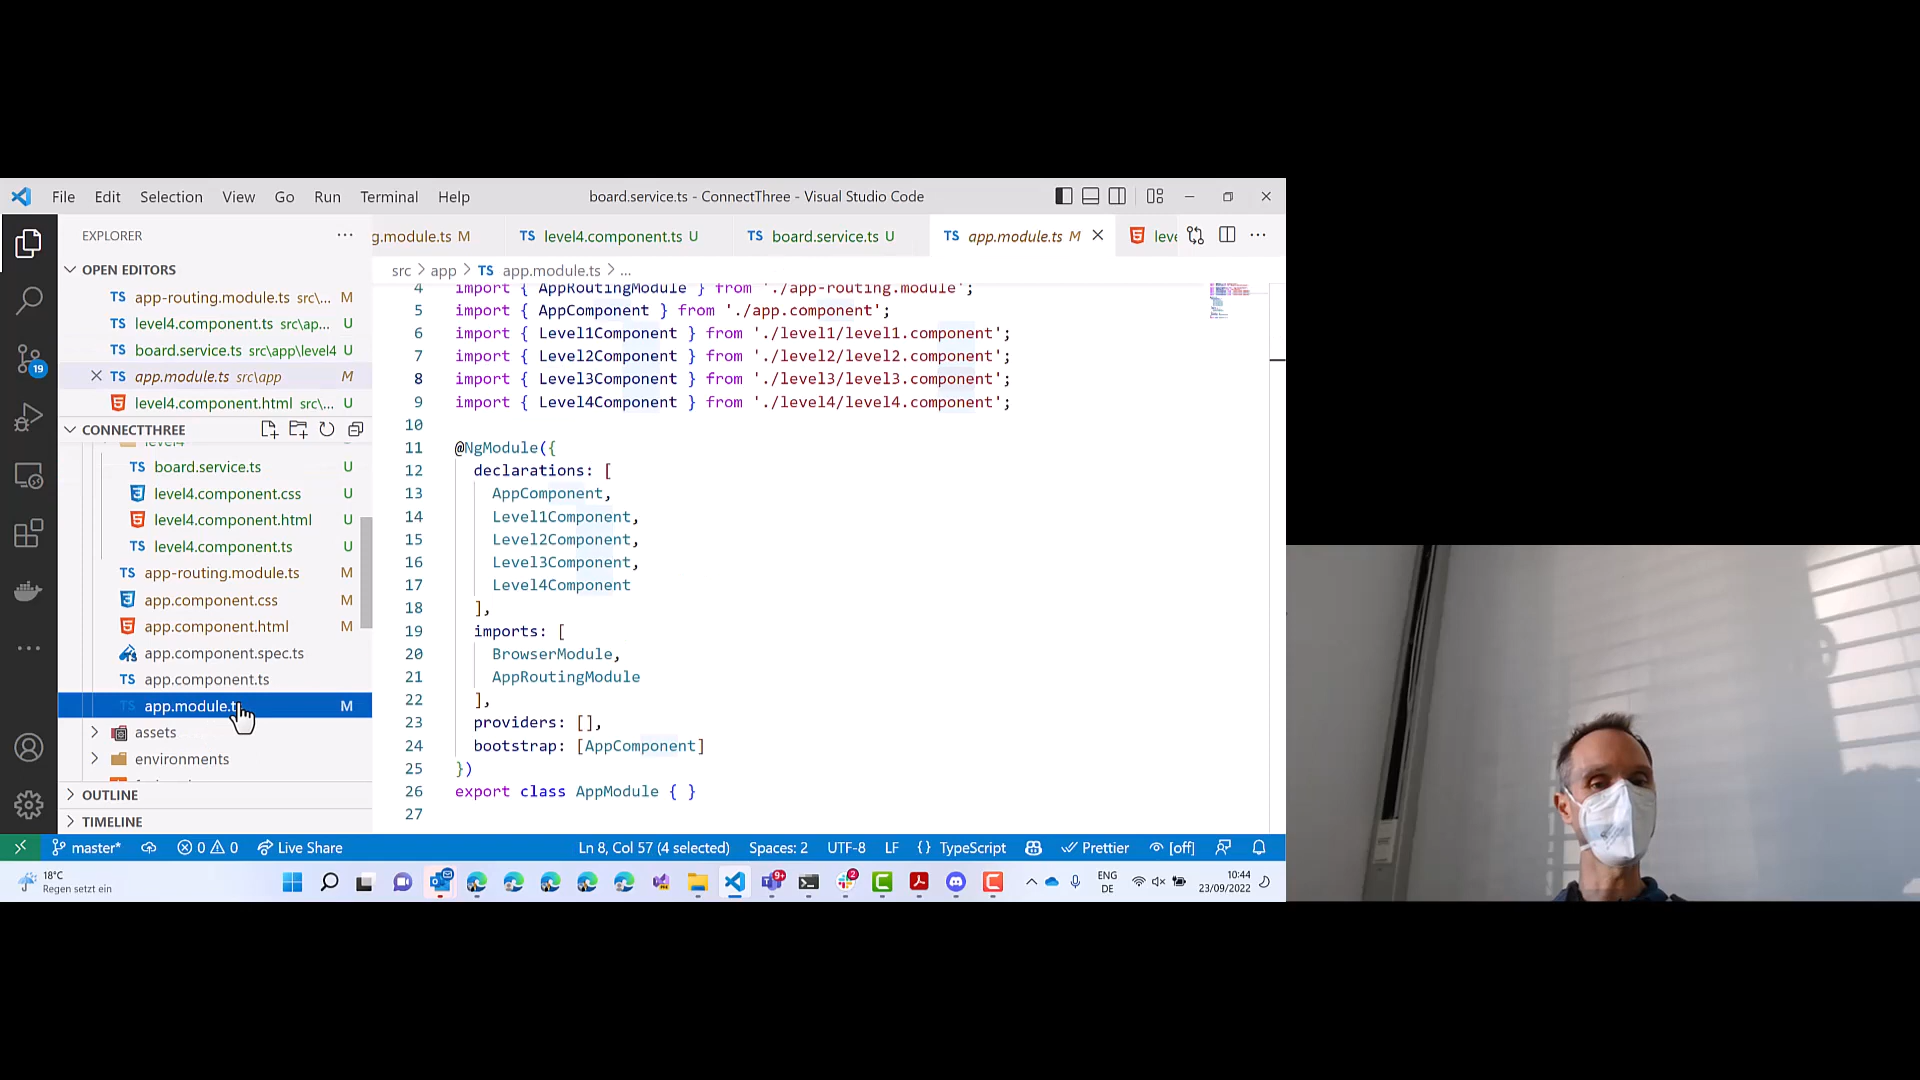 File Edit Selection View Go Run Terminal Help
board.service.ts - ConnectThree - Visual Studio Code
EXPLORER
OPEN EDITORS
TS app-routing.module.ts src\... M
TS level4.component.ts src\ap... U
TS board.service.ts src\app\level4 U
TS app.module.ts src\app M
level4.component.html src\... U
CONNECTTHREE
level4
TS board.service.ts U
level4.component.css U
level4.component.html U
TS level4.component.ts U
TS app-routing.module.ts M
app.component.css M
app.component.html M
app.component.spec.ts
TS app.component.ts
TS app.module.ts M
assets
environments
OUTLINE
TIMELINE
19
g.module.ts M
TS level4.component.ts U
TS board.service.ts U
TS app.module.ts M
leve
src > app > TS app.module.ts > ...
4 import { AppRoutingModule } from './app-routing.module';
5 import { AppComponent } from './app.component';
6 import { Level1Component } from './level1/level1.component';
7 import { Level2Component } from './level2/level2.component';
8 import { Level3Component } from './level3/level3.component';
9 import { Level4Component } from './level4/level4.component';
10
11 @NgModule({
12 declarations: [
13 AppComponent,
14 Level1Component,
15 Level2Component,
16 Level3Component,
17 Level4Component
18 ],
19 imports: [
20 BrowserModule,
21 AppRoutingModule
22 ],
23 providers: [],
24 bootstrap: [AppComponent]
25 })
26 export class AppModule { }
27
master* 0 0 Live Share
Ln 8, Col 57 (4 selected) Spaces: 2 UTF-8 LF {} TypeScript Prettier [off]
18°C
Regen setzt ein
9+
2
ENG
DE
10:44
23/09/2022